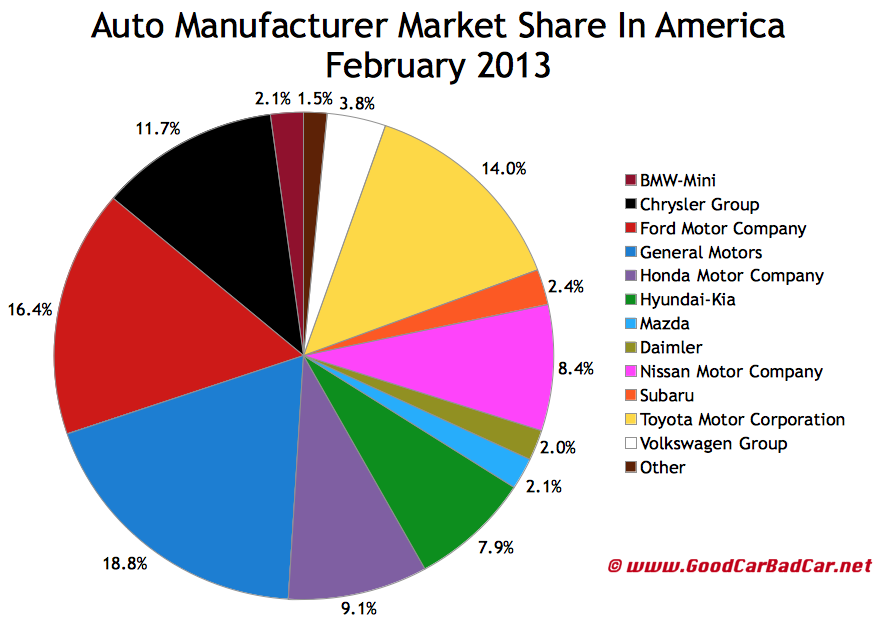 Auto Manufacturer Market Share In America
February 2013
2.1%
1.5%
3.8%
11.7%
14.0%
2.4%
16.4%
8.4%
2.0%
2.1%
7.9%
18.8%
9.1%
BMW-Mini
Chrysler Group
Ford Motor Company
General Motors
Honda Motor Company
Hyundai-Kia
Mazda
Daimler
Nissan Motor Company
Subaru
Toyota Motor Corporation
Volkswagen Group
Other
© www.GoodCarBadCar.net